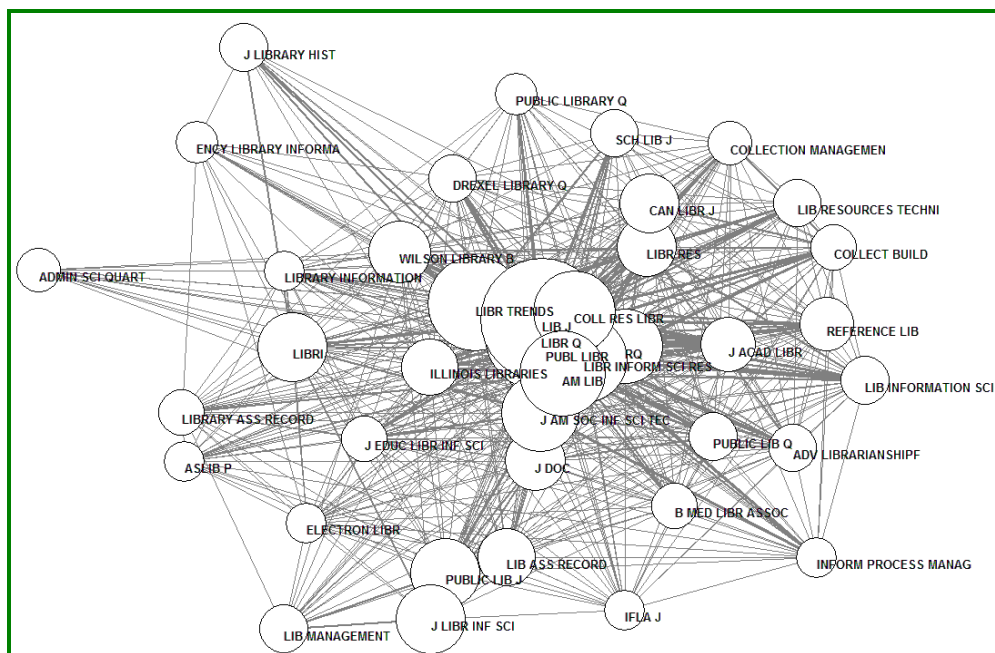 J LIBRARY HIST
PUBLIC LIBRARY Q
SCH LIB J
ENCY LIBRARY INFORMA
COLLECTION MANAGEMEN
DREXEL LIBRARY Q
CAN LIBR J
LIB RESOURCES TECHNI
LIBR RES
COLLECT BUILD
WILSON LIBRARY B
ADMIN SCI QUART
LIBRARY INFORMATION
LIBR TRENDS
COLL RES LIBR
LIB J
REFERENCE LIB
LIBR Q
LIBRI
PUBL LIBR
RQ
J ACAD LIBR
LIBR INFORM SCI RES
ILLINOIS LIBRARIES
AM LIB
LIB INFORMATION SCI
LIBRARY ASS RECORD
J AM SOC INF SCI TEC
J EDUC LIBR INF SCI
PUBLIC LIB Q
ADV LIBRARIANSHIPF
ASLIB P
J DOC
B MED LIBR ASSOC
ELECTRON LIBR
LIB ASS RECORD
INFORM PROCESS MANAG
PUBLIC LIB J
IFLA J
J LIBR INF SCI
LIB MANAGEMENT